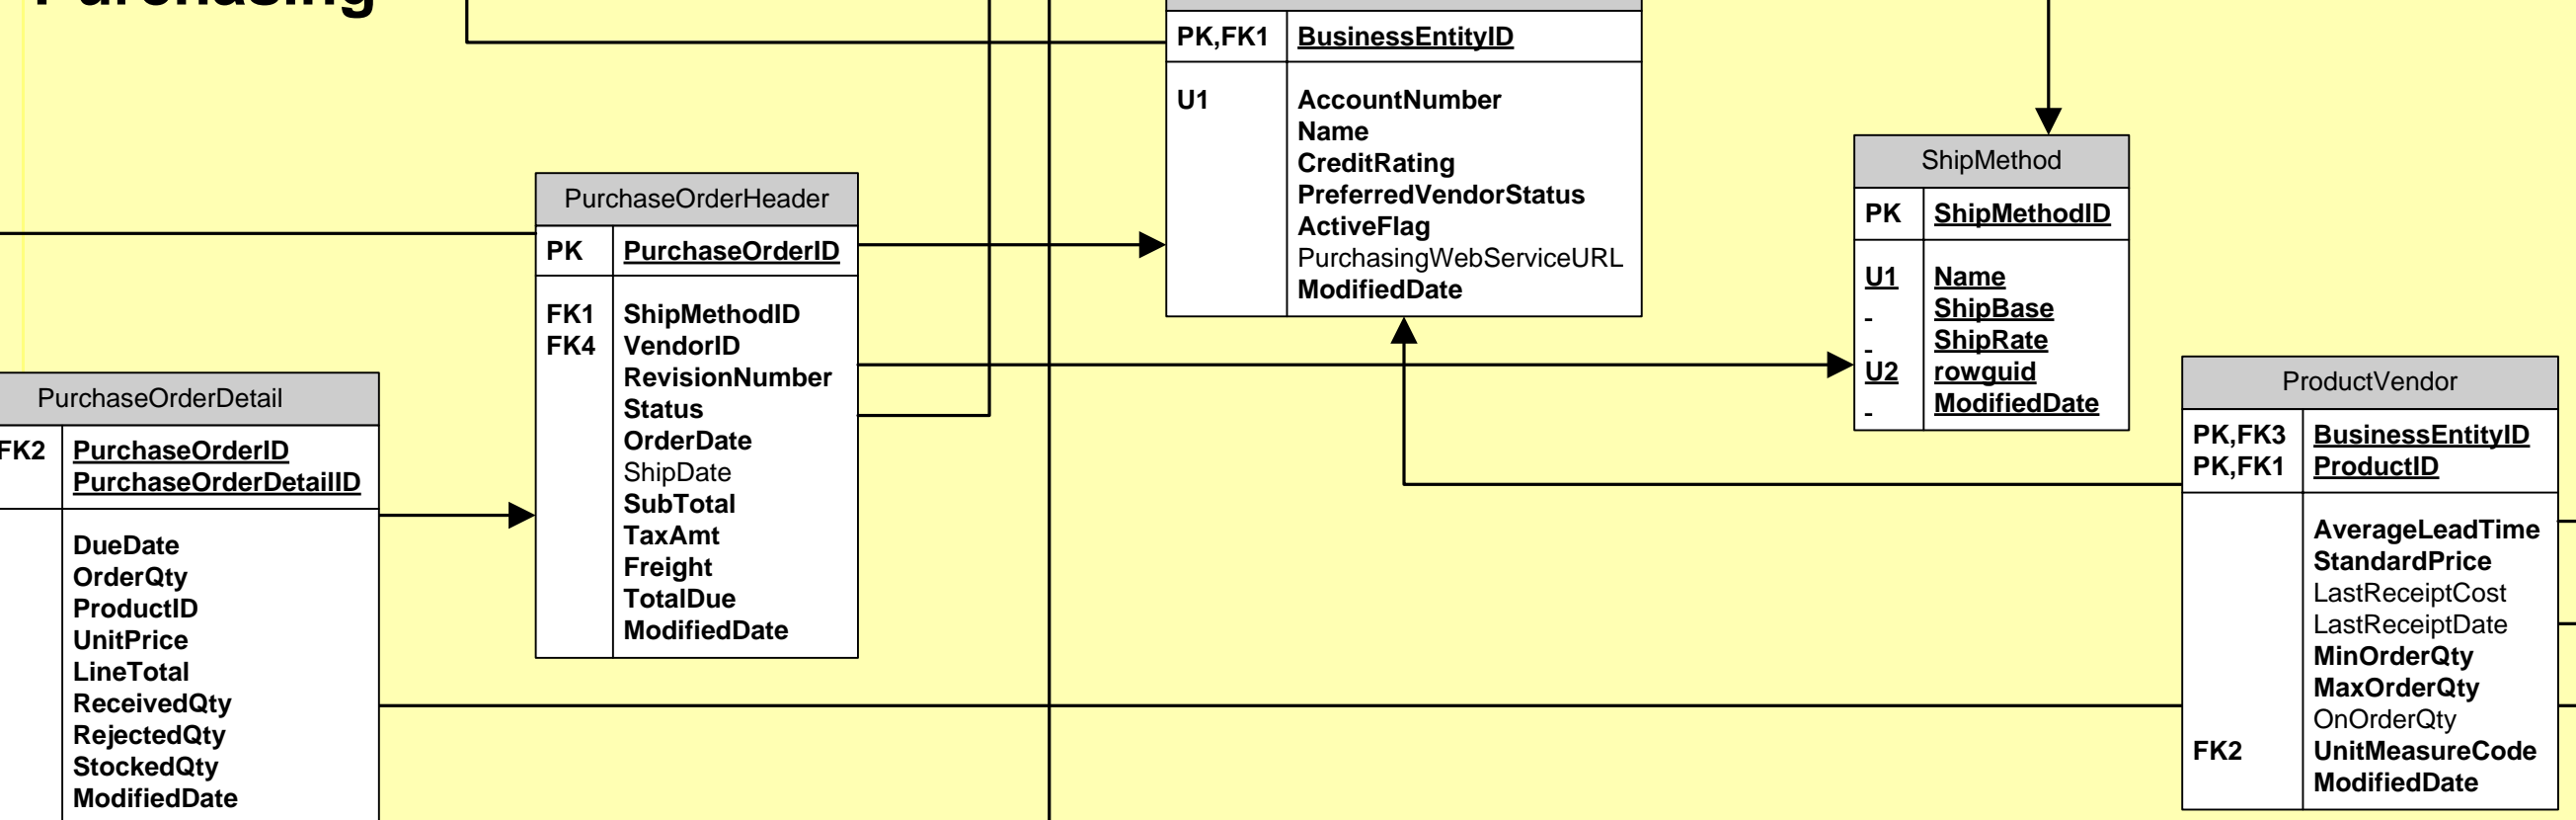 Purchasing
PK,FK1 BusinessEntityID
U1 AccountNumber
Name
CreditRating
PreferredVendorStatus
ActiveFlag
PurchasingWebServiceURL
ModifiedDate
ShipMethod
PK ShipMethodID
U1 Name
ShipBase
ShipRate
U2 rowguid
ModifiedDate
PurchaseOrderHeader
PK PurchaseOrderID
FK1 ShipMethodID
FK4 VendorID
RevisionNumber
Status
OrderDate
ShipDate
SubTotal
TaxAmt
Freight
TotalDue
ModifiedDate
PurchaseOrderDetail
FK2 PurchaseOrderID
PurchaseOrderDetailID
DueDate
OrderQty
ProductID
UnitPrice
LineTotal
ReceivedQty
RejectedQty
StockedQty
ModifiedDate
ProductVendor
PK,FK3 BusinessEntityID
PK,FK1 ProductID
AverageLeadTime
StandardPrice
LastReceiptCost
LastReceiptDate
MinOrderQty
MaxOrderQty
OnOrderQty
FK2 UnitMeasureCode
ModifiedDate